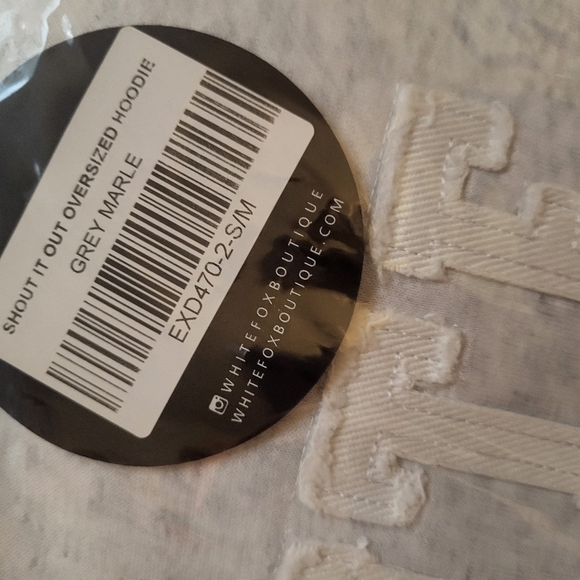 SHOUT IT OUT OVERSIZED HOODIE
GREY MARLE
EXD470-2-S/M
WHITEFOXBOUTIQUE
WHITEFOXBOUTIQUE.COM